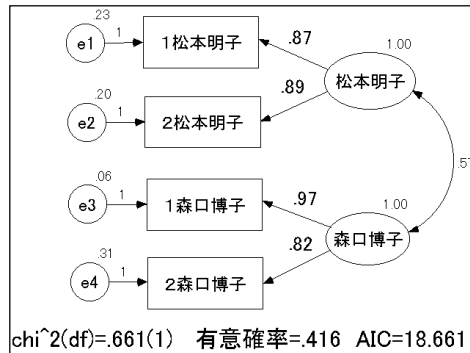 .23
e1
1
1松本明子
.87
1.00
松本明子
.20
e2
1
2松本明子
.89
.06
e3
1
1森口博子
.97
1.00
森口博子
.31
e4
1
2森口博子
.82
chi^2(df)=.661(1) 有意確率=.416 AIC=18.661